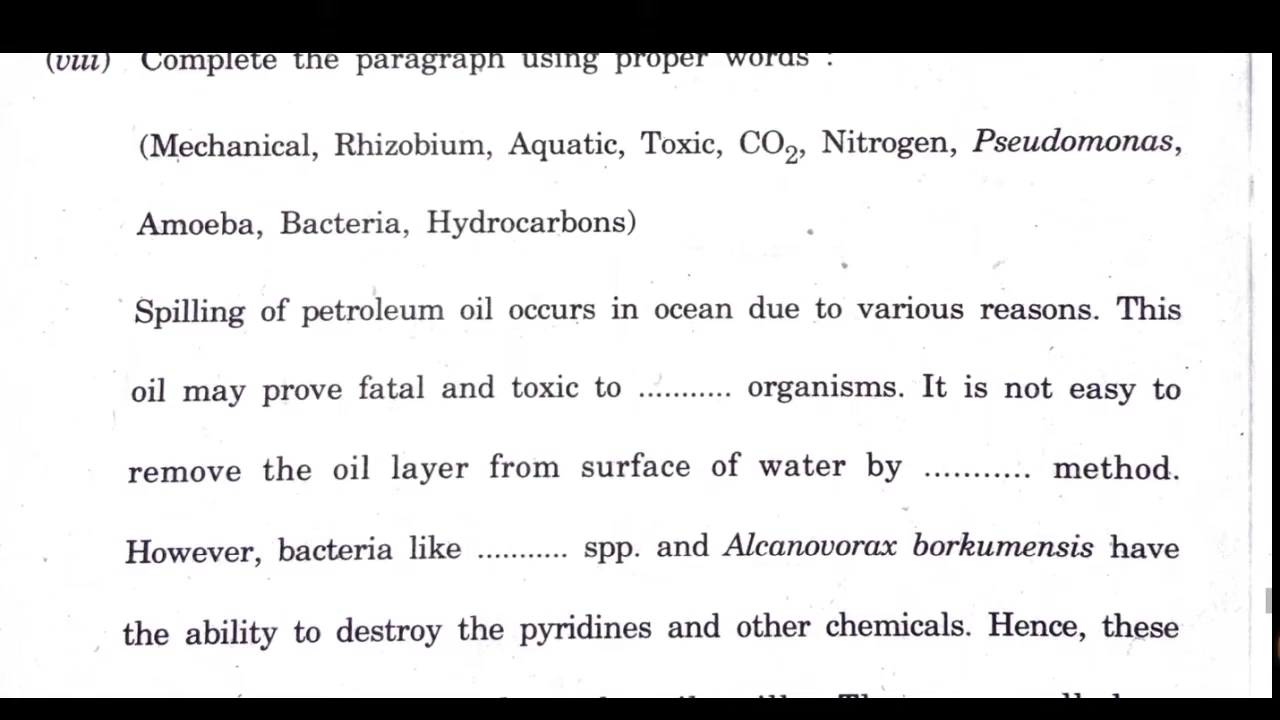 (viii) Complete the paragraph using proper words :
(Mechanical, Rhizobium, Aquatic, Toxic, CO₂, Nitrogen, Pseudomonas,
Amoeba, Bacteria, Hydrocarbons)
Spilling of petroleum oil occurs in ocean due to various reasons. This
oil may prove fatal and toxic to ........... organisms. It is not easy to
remove the oil layer from surface of water by ........... method.
However, bacteria like ........... spp. and Alcanovorax borkumensis have
the ability to destroy the pyridines and other chemicals. Hence, these